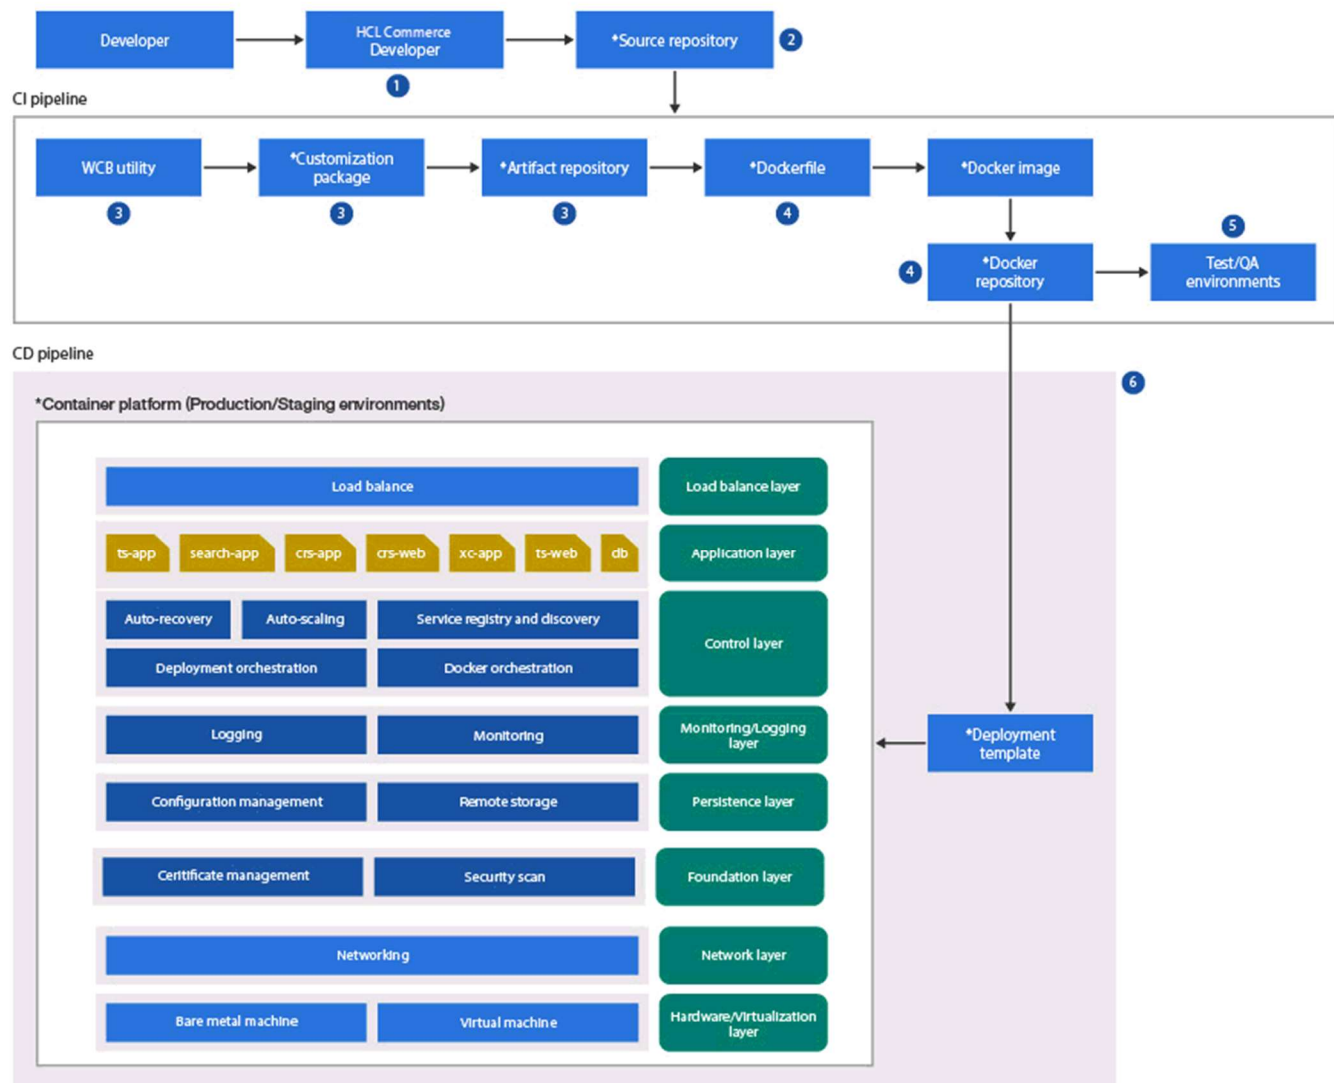 Developer
HCL Commerce
Developer
*Source repository
2
1
CI pipeline
WCB utility
*Customization
package
*Artifact repository
*Dockerfile
*Docker image
3
3
3
4
5
4
*Docker
repository
Test/QA
environments
CD pipeline
6
*Container platform (Production/Staging environments)
Load balance
Load balance layer
ts-app
search-app
crs-app
crs-web
xc-app
ts-web
db
Application layer
Auto-recovery
Auto-scaling
Service registry and discovery
Control layer
Deployment orchestration
Docker orchestration
Logging
Monitoring
Monitoring/Logging
layer
*Deployment
template
Configuration management
Remote storage
Persistence layer
Ceritificate management
Security scan
Foundation layer
Networking
Network layer
Bare metal machine
Virtual machine
Hardware/Virtualization
layer